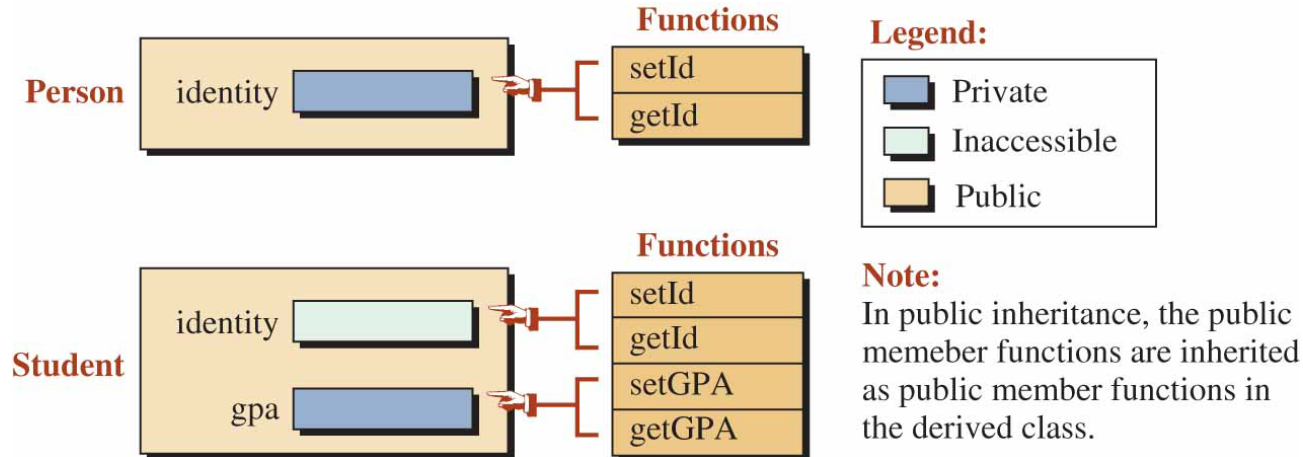 Functions
Person
identity
setId
getId
Legend:
Private
Inaccessible
Public
Functions
Student
identity
gpa
setId
getId
setGPA
getGPA
Note:
In public inheritance, the public
memeber functions are inherited
as public member functions in
the derived class.